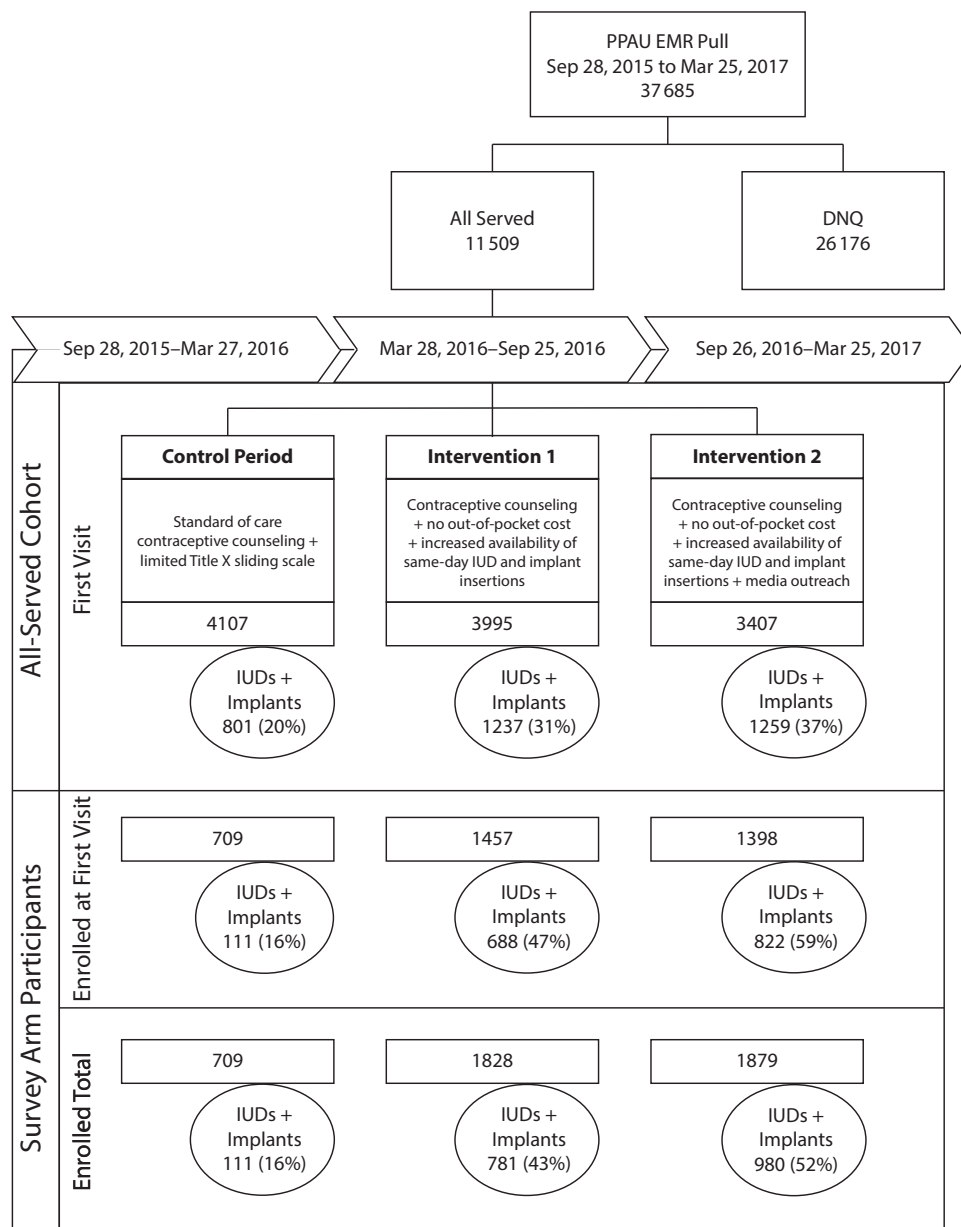 PPAU EMR Pull
Sep 28, 2015 to Mar 25, 2017
37 685
All Served
11 509
DNQ
26 176
Sep 28, 2015–Mar 27, 2016
Mar 28, 2016–Sep 25, 2016
Sep 26, 2016–Mar 25, 2017
All-Served Cohort
First Visit
Control Period
Standard of care
contraceptive counseling +
limited Title X sliding scale
4107
IUDs +
Implants
801 (20%)
Intervention 1
Contraceptive counseling
+ no out-of-pocket cost
+ increased availability of
same-day IUD and implant
insertions
3995
IUDs +
Implants
1237 (31%)
Intervention 2
Contraceptive counseling
+ no out-of-pocket cost
+ increased availability of
same-day IUD and implant
insertions + media outreach
3407
IUDs +
Implants
1259 (37%)
Survey Arm Participants
Enrolled at First Visit
709
IUDs +
Implants
111 (16%)
1457
IUDs +
Implants
688 (47%)
1398
IUDs +
Implants
822 (59%)
Enrolled Total
709
IUDs +
Implants
111 (16%)
1828
IUDs +
Implants
781 (43%)
1879
IUDs +
Implants
980 (52%)